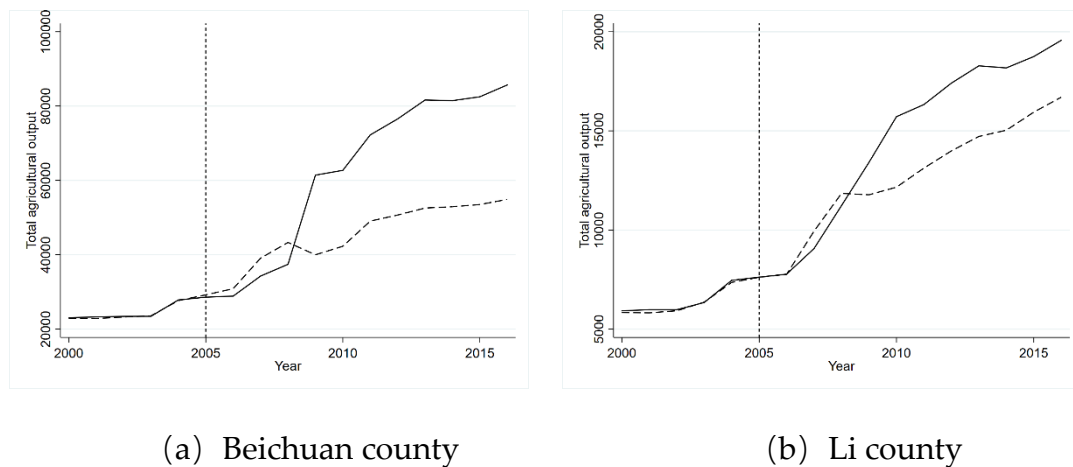 100000
80000
60000
40000
20000
Total agricultural output
2000
2005
2010
2015
Year
20000
15000
10000
5000
Total agricultural output
2000
2005
2010
2015
Year
（a）Beichuan county
（b）Li county